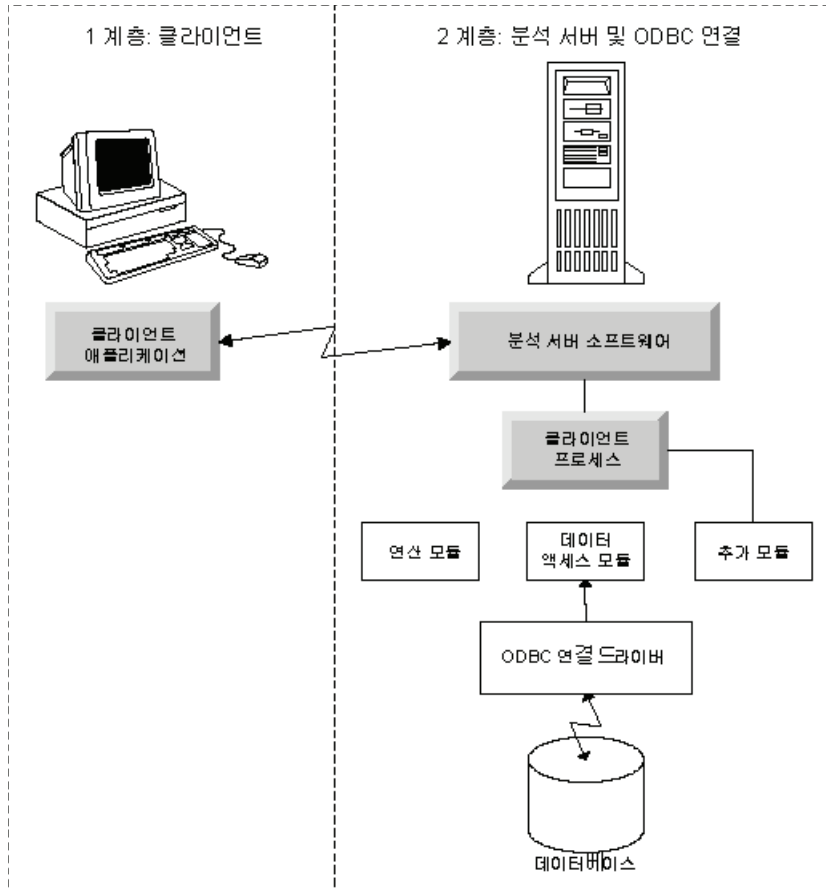 1 계층: 클라이언트
2 계층: 분석 서버 및 ODBC 연결
클라이언트
애플리케이션
분석 서버 소프트웨어
클라이언트
프로세스
연산 모듈
데이터
액세스 모듈
추가 모듈
ODBC 연결 드라이버
데이터베이스